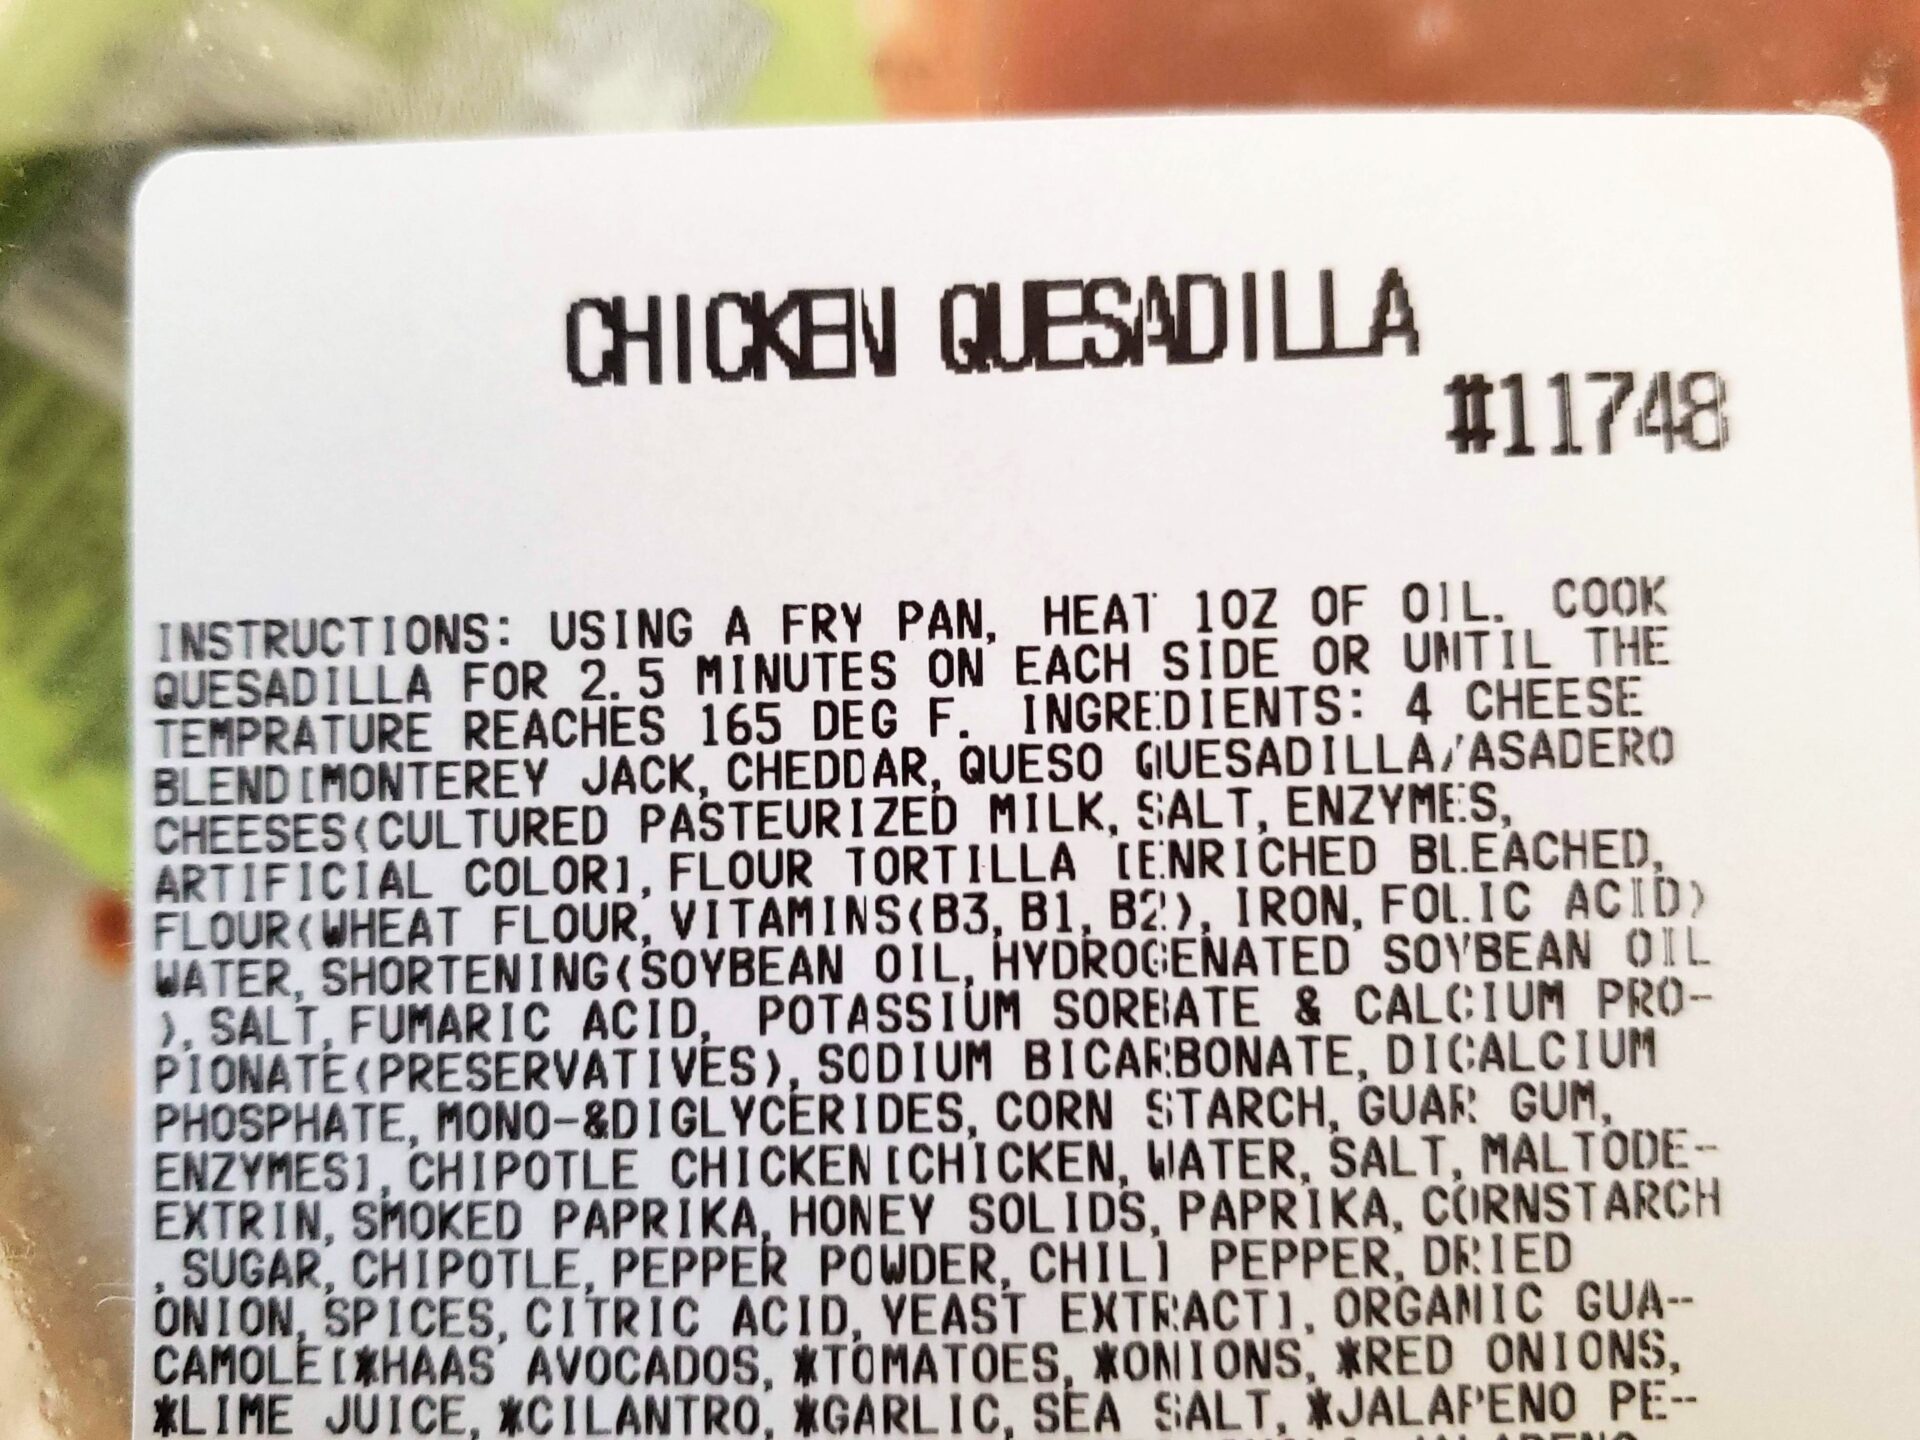 CHICKEN QUESADILLA
#11748
INSTRUCTIONS: USING A FRY PAN, HEAT 1OZ OF OIL. COOK
QUESADILLA FOR 2.5 MINUTES ON EACH SIDE OR UNTIL THE
TEMPRATURE REACHES 165 DEG F. INGREDIENTS: 4 CHEESE
BLEND[MONTEREY JACK, CHEDDAR, QUESO QUESADILLA/ASADERO
CHEESES(CULTURED PASTEURIZED MILK, SALT, ENZYMES,
ARTIFICIAL COLOR], FLOUR TORTILLA [ENRICHED BLEACHED,
FLOUR(WHEAT FLOUR, VITAMINS(B3, B1, B2), IRON, FOLIC ACID)
WATER, SHORTENING(SOYBEAN OIL, HYDROGENATED SOYBEAN OIL
), SALT, FUMARIC ACID, POTASSIUM SORBATE & CALCIUM PRO-
PIONATE(PRESERVATIVES), SODIUM BICARBONATE, DICALCIUM
PHOSPHATE, MONO-&DIGLYCERIDES, CORN STARCH, GUAR GUM,
ENZYMES], CHIPOTLE CHICKEN[CHICKEN, WATER, SALT, MALTODE-
EXTRIN, SMOKED PAPRIKA, HONEY SOLIDS, PAPRIKA, CORNSTARCH
, SUGAR, CHIPOTLE, PEPPER POWDER, CHILI PEPPER, DRIED
ONION, SPICES, CITRIC ACID, YEAST EXTRACT], ORGANIC GUA-
CAMOLE[*HAAS AVOCADOS, *TOMATOES, *ONIONS, *RED ONIONS,
*LIME JUICE, *CILANTRO, *GARLIC, SEA SALT, *JALAPENO PE-